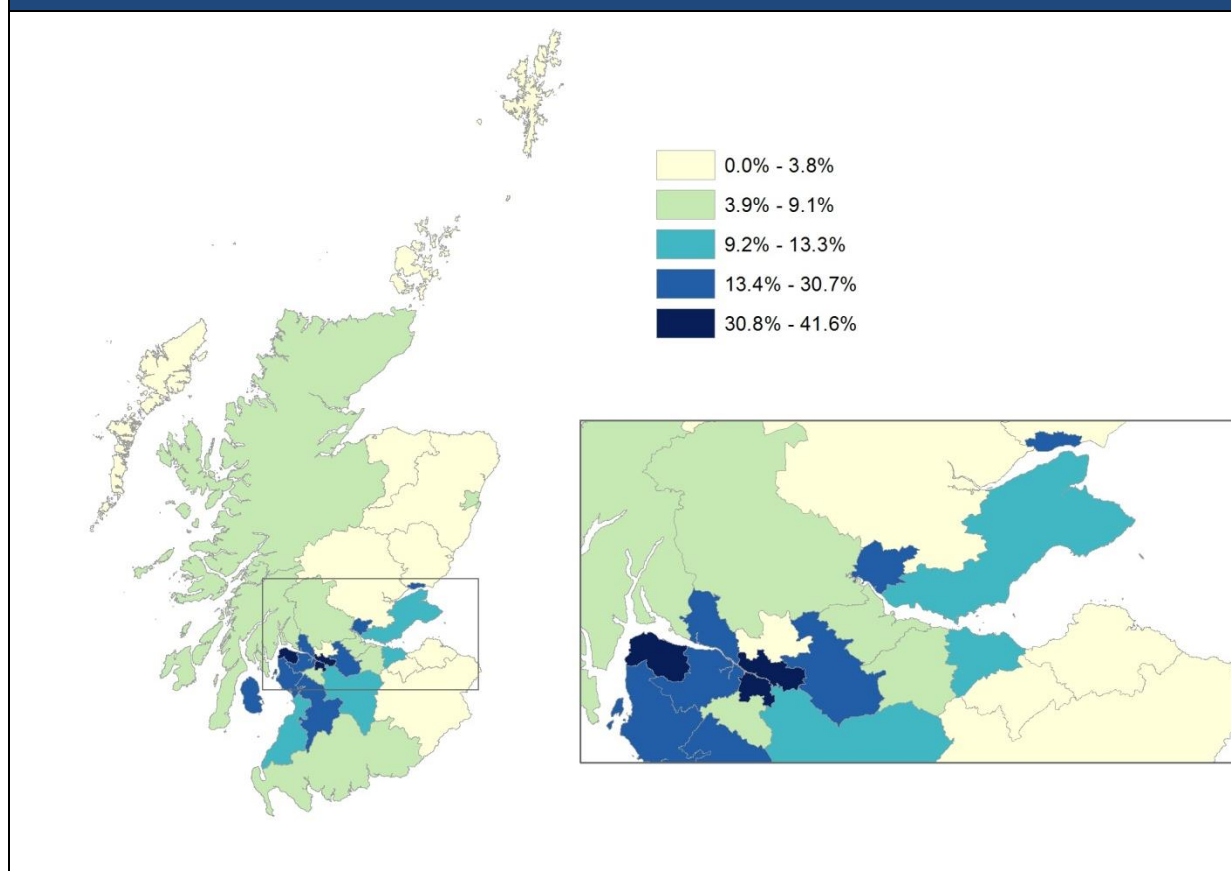 0.0% - 3.8%
3.9% - 9.1%
9.2% - 13.3%
13.4% - 30.7%
30.8% - 41.6%